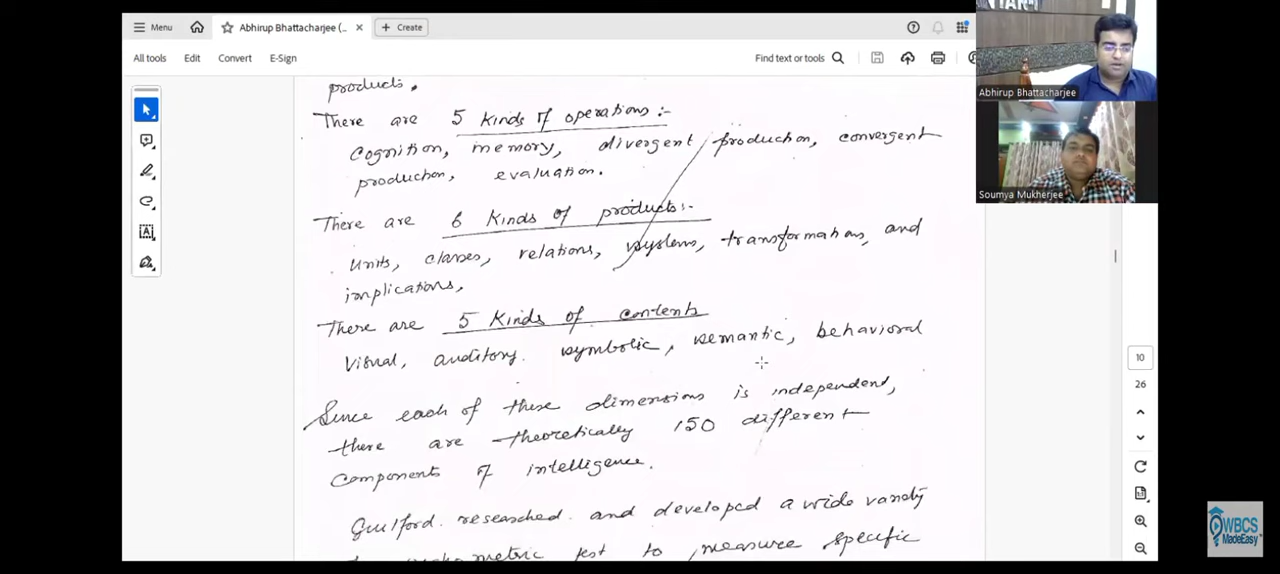 Menu
Abhirup Bhattacharjee (...
Create
All tools
Edit
Convert
E-Sign
Find text or tools
products.
There are 5 kinds of operations:-
Cognition, memory, divergent production, convergent
production, evaluation.
There are 6 kinds of products:-
Units, classes, relations, systems, transformations, and
implications,
There are 5 kinds of contents
Visual, auditory. symbolic, semantic, behavioral
Since each of these dimensions is independent,
there are theoretically 150 different
components of intelligence.
Guilford researched and developed a wide variety
metric test to measure specific
10
26
Abhirup Bhattacharjee
Soumya Mukherjee
WBCS
MadeEasy